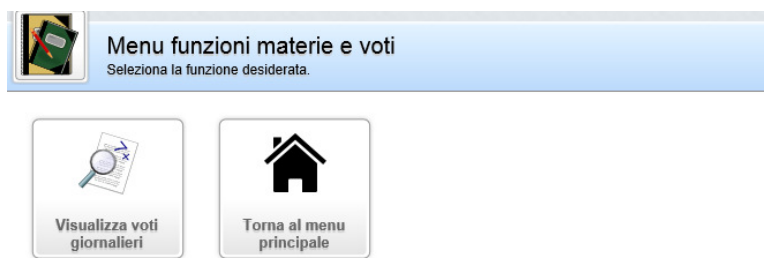 Menu funzioni materie e voti
Seleziona la funzione desiderata.
Visualizza voti
giornalieri
Torna al menu
principale